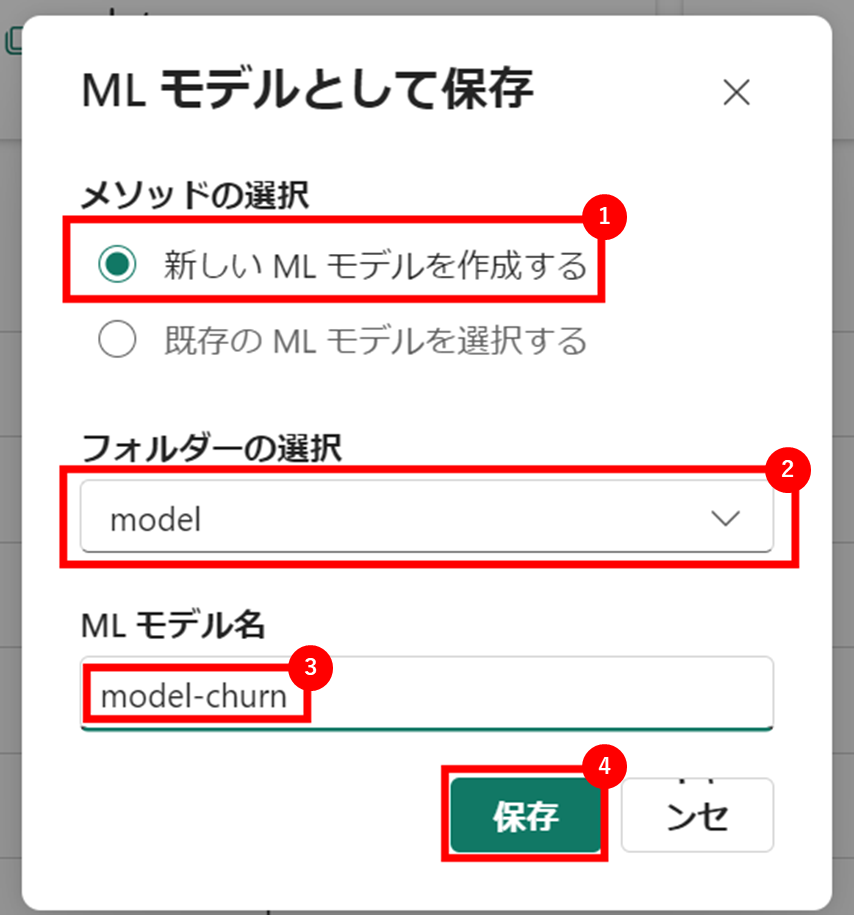 ML モデルとして保存
メソッドの選択
1
新しい ML モデルを作成する
既存の ML モデルを選択する
フォルダーの選択
2
model
ML モデル名
3
model-churn
4
保存
ンセ